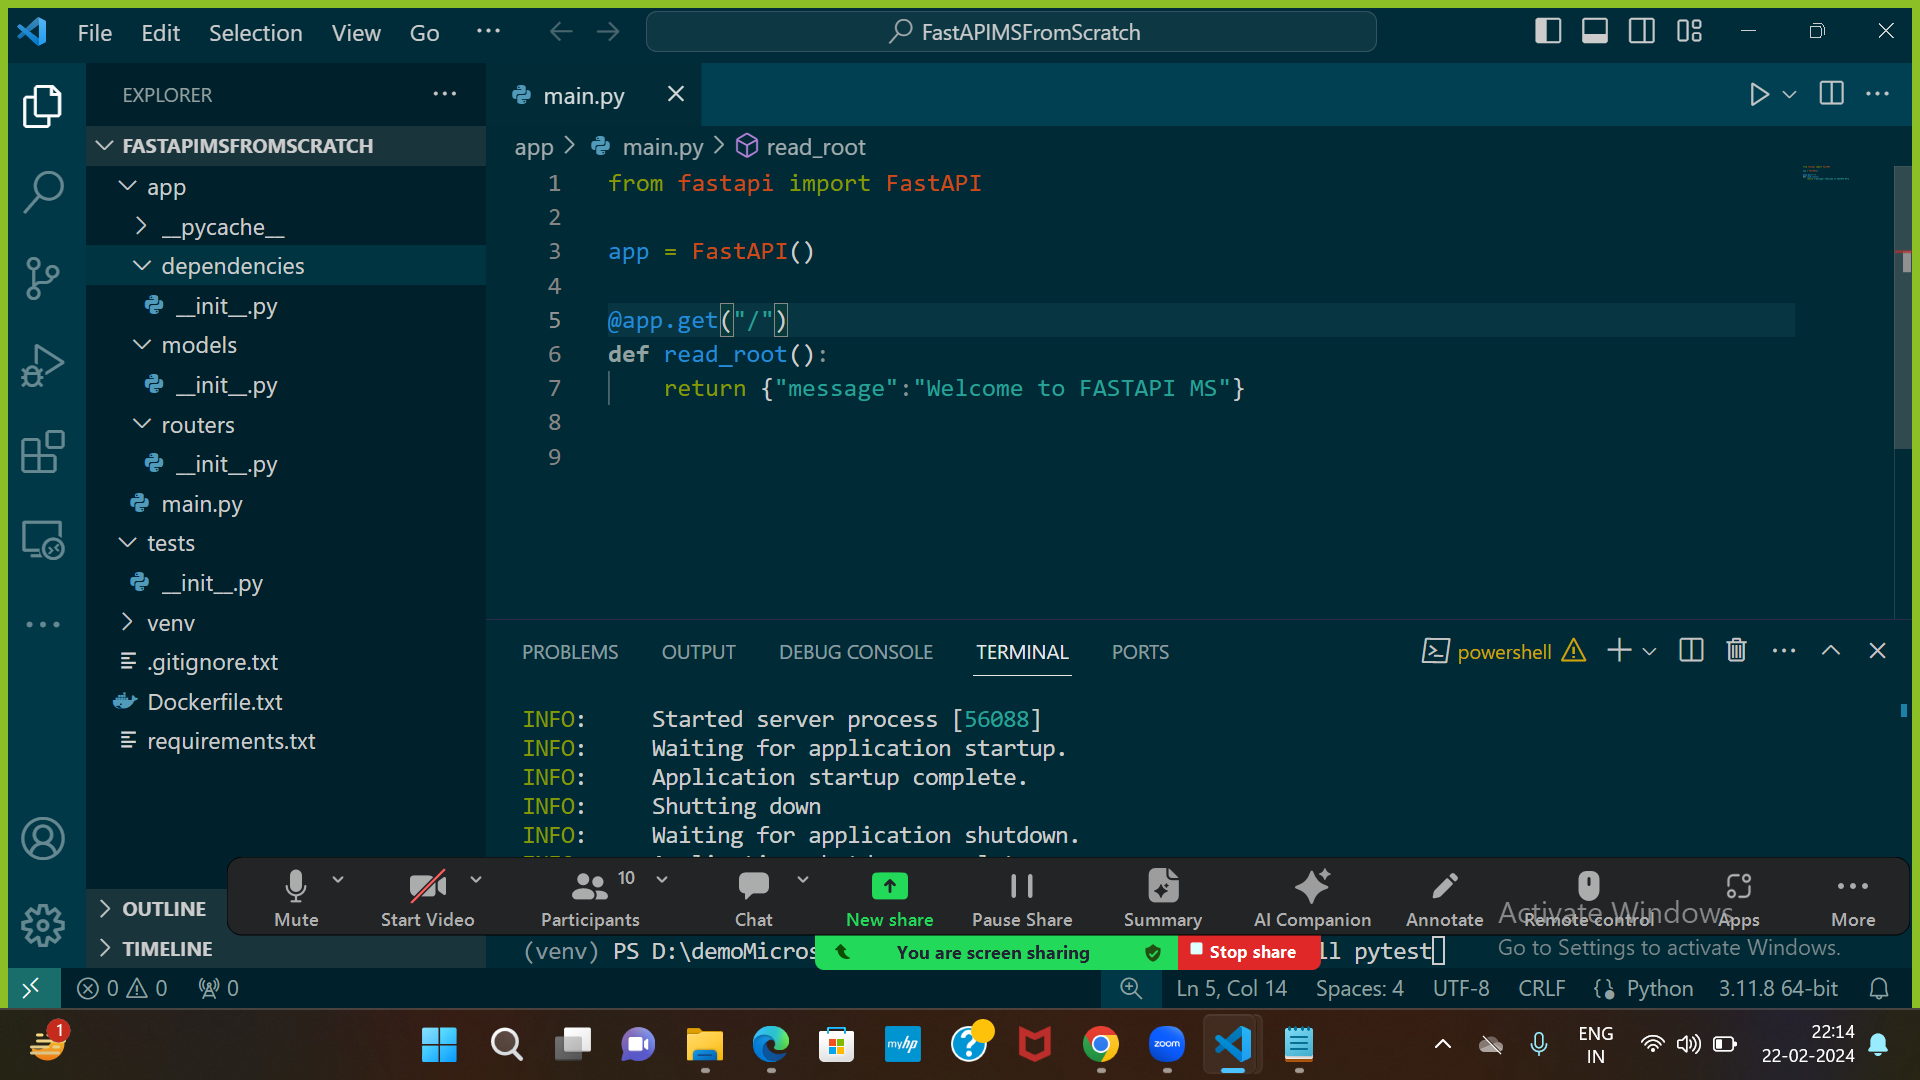 File Edit Selection View Go ···
FastAPIMSFromScratch
EXPLORER
FASTAPIMSFROMSCRATCH
app
__pycache__
dependencies
__init__.py
models
__init__.py
routers
__init__.py
main.py
tests
__init__.py
venv
.gitignore.txt
Dockerfile.txt
requirements.txt
OUTLINE
TIMELINE
main.py
app > main.py > read_root
1 from fastapi import FastAPI
2
3 app = FastAPI()
4
5 @app.get("/")
6 def read_root():
7 return {"message":"Welcome to FASTAPI MS"}
8
9
PROBLEMS OUTPUT DEBUG CONSOLE TERMINAL PORTS
powershell
INFO: Started server process [56088]
INFO: Waiting for application startup.
INFO: Application startup complete.
INFO: Shutting down
INFO: Waiting for application shutdown.
10
Mute Start Video Participants Chat New share Pause Share Summary AI Companion Annotate Remote control Apps More
Activate Windows
Go to Settings to activate Windows.
(venv) PS D:\demoMicros
You are screen sharing
Stop share
ll pytest
0 0 0
Ln 5, Col 14 Spaces: 4 UTF-8 CRLF Python 3.11.8 64-bit
1
myhp
zoom
ENG
IN
22:14
22-02-2024